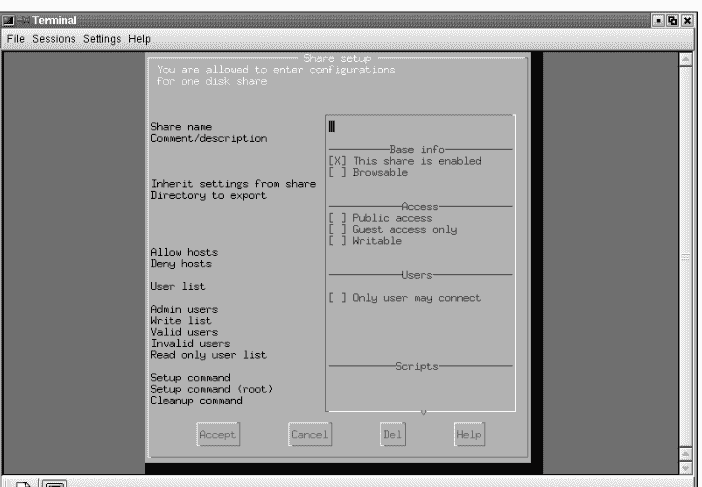 Terminal
File Sessions Settings Help
Share setup
You are allowed to enter configurations
for one disk share
Share name
Comment/description
Base info
[X] This share is enabled
[ ] Browsable
Inherit settings from share
Directory to export
Access
[ ] Public access
[ ] Guest access only
[ ] Writable
Allow hosts
Deny hosts
Users
User list
[ ] Only user may connect
Admin users
Write list
Valid users
Invalid users
Read only user list
Scripts
Setup command
Setup command (root)
Cleanup command
Accept Cancel Del Help